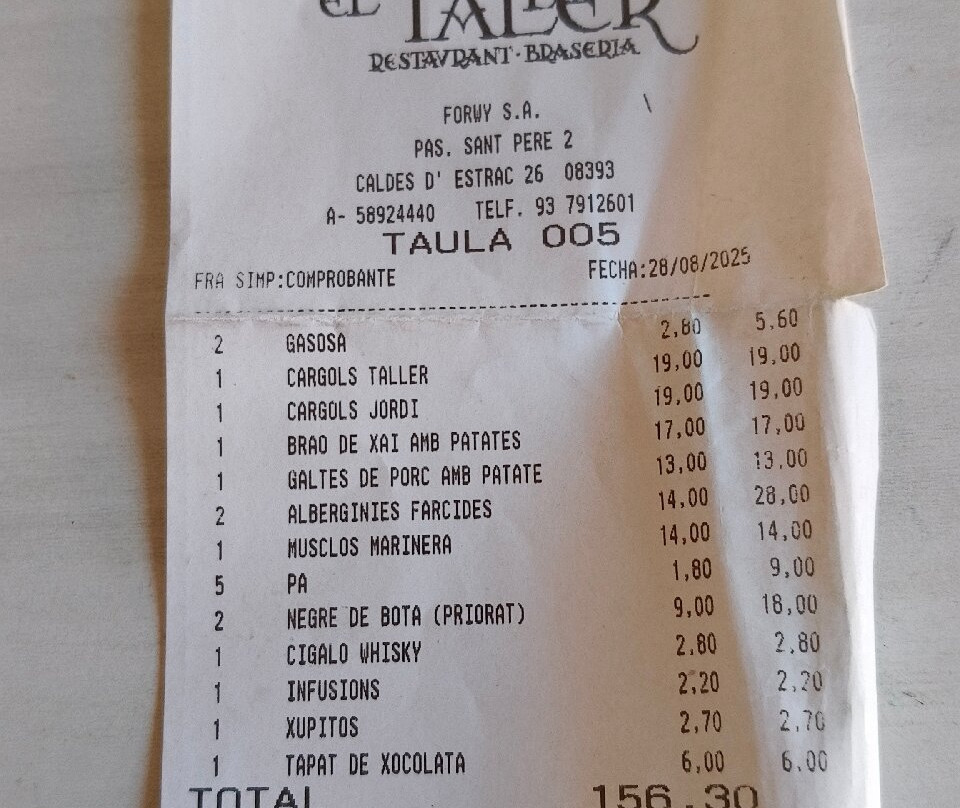 EL TALLER
RESTAVRANT · BRASERIA
FORWY S.A.
PAS. SANT PERE 2
CALDES D' ESTRAC 26 08393
A- 58924440 TELF. 93 7912601
TAULA 005
FRA SIMP:COMPROBANTE FECHA:28/08/2025
2 GASOSA 2,80 5,60
1 CARGOLS TALLER 19,00 19,00
1 CARGOLS JORDI 19,00 19,00
1 BRAO DE XAI AMB PATATES 17,00 17,00
1 GALTES DE PORC AMB PATATE 13,00 13,00
2 ALBERGINIES FARCIDES 14,00 28,00
1 MUSCLOS MARINERA 14,00 14,00
5 PA 1,80 9,00
2 NEGRE DE BOTA (PRIORAT) 9,00 18,00
1 CIGALO WHISKY 2,80 2,80
1 INFUSIONS 2,20 2,20
1 XUPITOS 2,70 2,70
1 TAPAT DE XOCOLATA 6,00 6,00
TOTAL 156,30